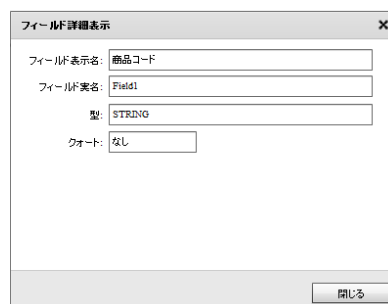 フィールド詳細表示
フィールド表示名: 商品コード
フィールド実名: Field1
型: STRING
クォート: なし
閉じる